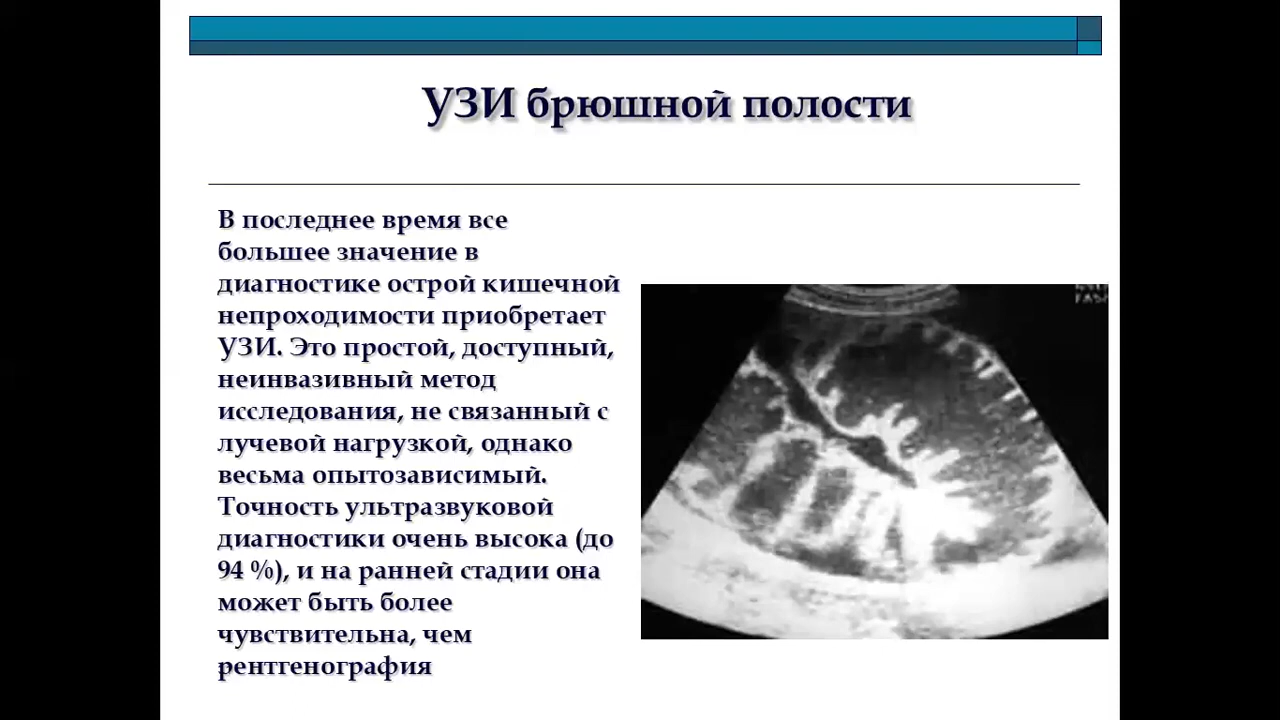 УЗИ брюшной полости
В последнее время все
большее значение в
диагностике острой кишечной
непроходимости приобретает
УЗИ. Это простой, доступный,
неинвазивный метод
исследования, не связанный с
лучевой нагрузкой, однако
весьма опытозависимый.
Точность ультразвуковой
диагностики очень высока (до
94 %), и на ранней стадии она
может быть более
чувствительна, чем
рентгенография